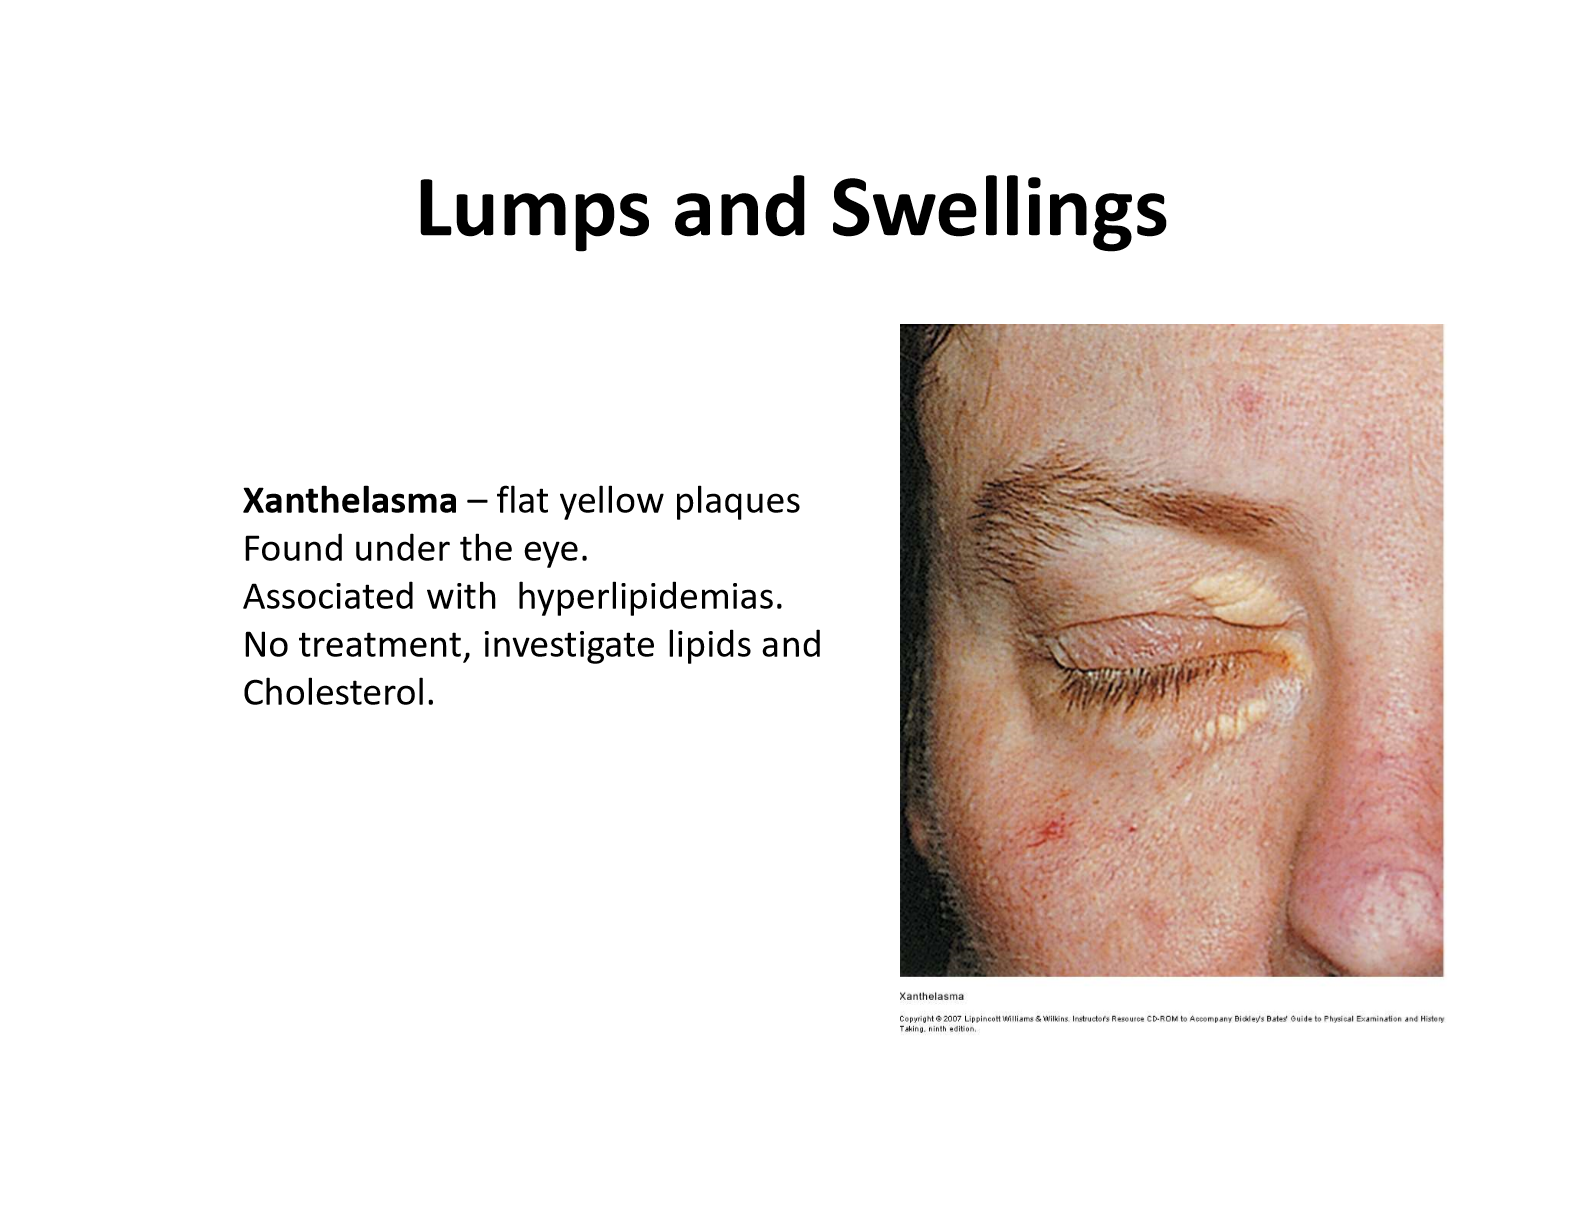 Lumps and Swellings
Xanthelasma – flat yellow plaques
Found under the eye.
Associated with  hyperlipidemias.
No treatment, investigate lipids and
Cholesterol.
Xanthelasma
Copyright © 2007 Lippincott Williams & Wilkins. Instructor's Resource CD-ROM to Accompany Bickley's Bates' Guide to Physical Examination and History
Taking, ninth edition.